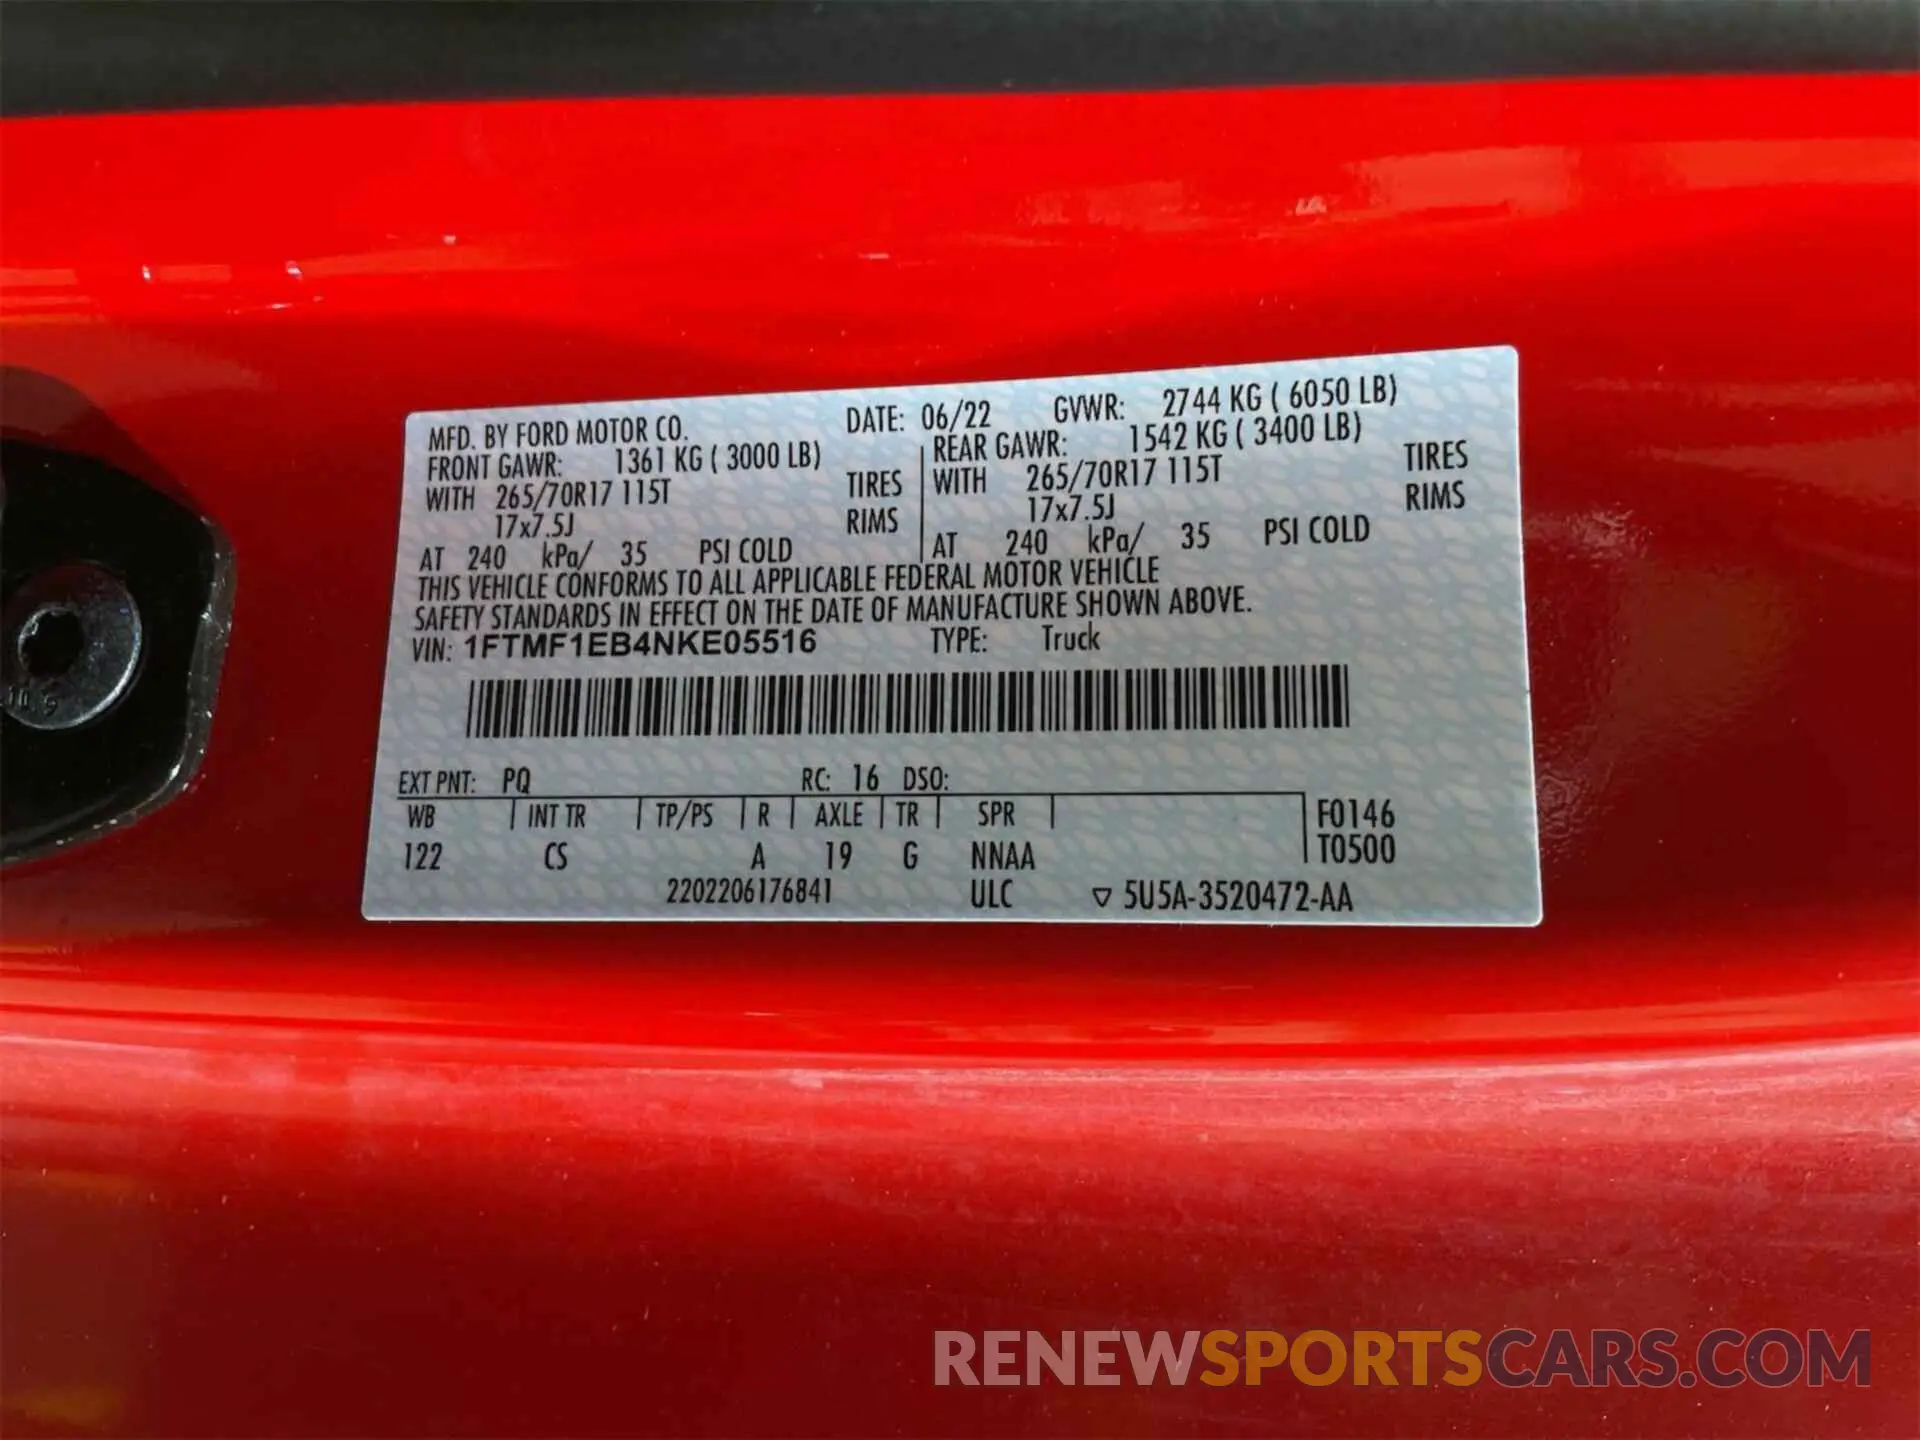 MFD. BY FORD MOTOR CO. DATE: 06/22 GVWR: 2744 KG ( 6050 LB)
FRONT GAWR: 1361 KG ( 3000 LB) REAR GAWR: 1542 KG ( 3400 LB)
WITH 265/70R17 115T TIRES WITH 265/70R17 115T TIRES
17x7.5J RIMS 17x7.5J RIMS
AT 240 kPa/ 35 PSI COLD AT 240 kPa/ 35 PSI COLD
THIS VEHICLE CONFORMS TO ALL APPLICABLE FEDERAL MOTOR VEHICLE
SAFETY STANDARDS IN EFFECT ON THE DATE OF MANUFACTURE SHOWN ABOVE.
VIN: 1FTMF1EB4NKE05516 TYPE: Truck
EXT PNT: PQ RC: 16 DSO:
WB INT TR TP/PS R AXLE TR SPR F0146
122 CS A 19 G NNAA T0500
2202206176841 ULC ▽ 5U5A-3520472-AA
10.9
RENEWSPORTSCARS.COM